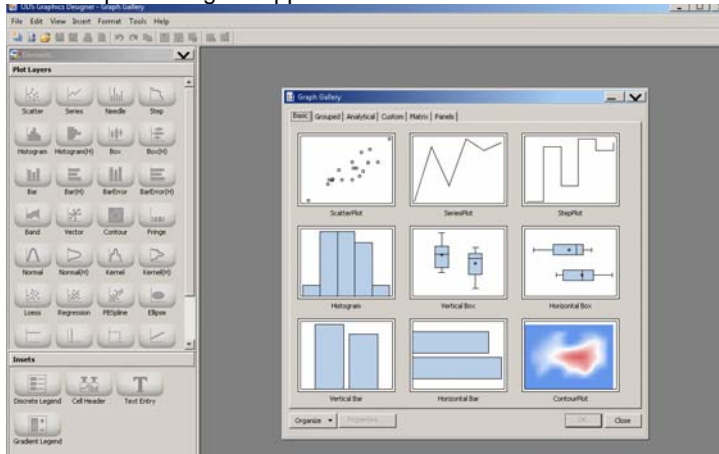 ODS Graphics Designer - Graph Gallery
File Edit View Insert Format Tools Help
Elements
Plot Layers
Scatter Series Needle Step
Histogram Histogram(H) Box Box(H)
Bar Bar(H) BarError BarError(H)
Band Vector Contour Fringe
Normal Normal(H) Kernel Kernel(H)
Loess Regression PBSpline Ellipse
Insets
Discrete Legend Cell Header Text Entry
Gradient Legend
Graph Gallery
Basic Grouped Analytical Custom Matrix Panels
ScatterPlot SeriesPlot StepPlot
Histogram Vertical Box Horizontal Box
Vertical Bar Horizontal Bar ContourPlot
Organize Properties... OK Close